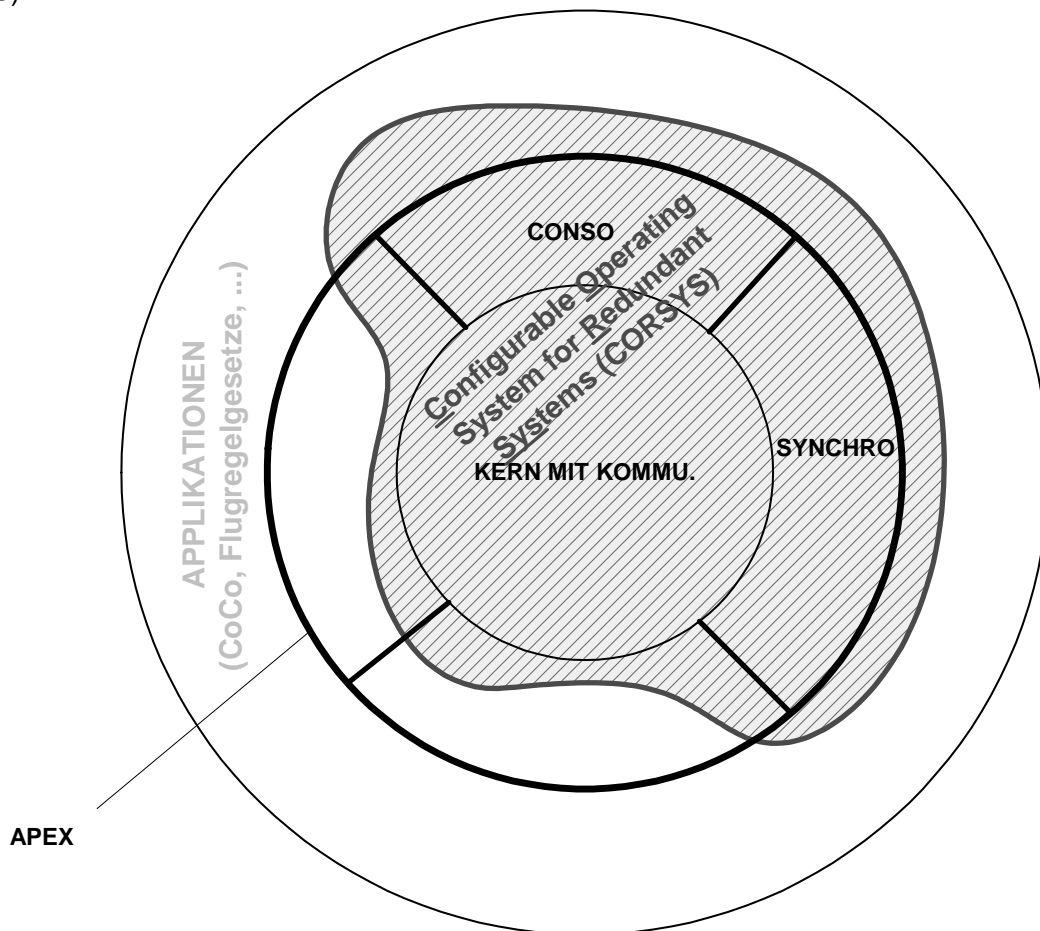 CONSO
Configurable Operating
System for Redundant
Systems (CORSYS)
SYNCHRO
KERN MIT KOMMU.
APPLIKATIONEN
(CoCo, Flugregelgesetze, ...)
APEX